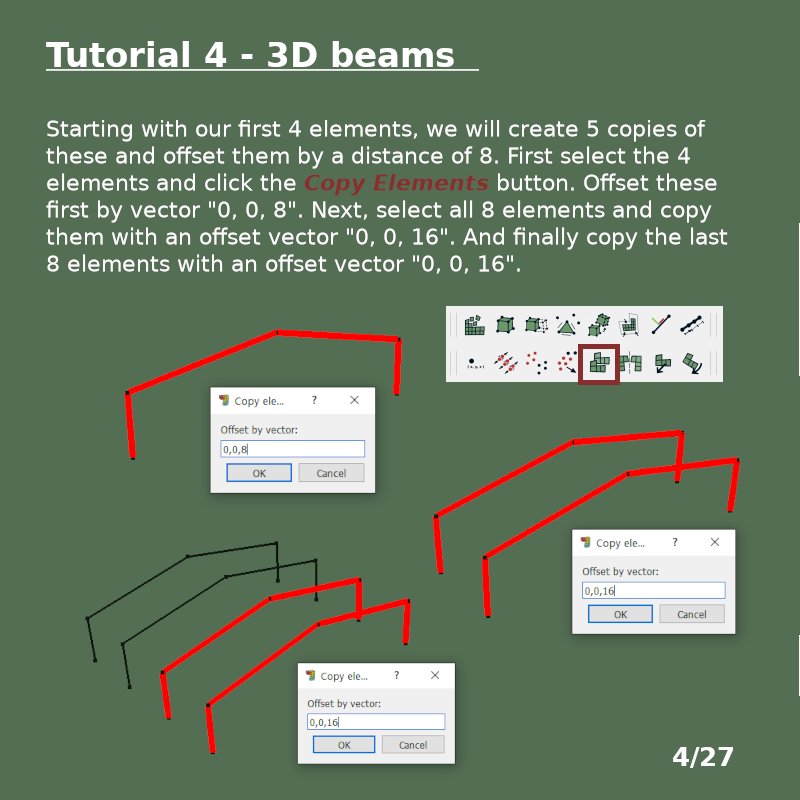 Tutorial 4 - 3D beams
Starting with our first 4 elements, we will create 5 copies of
these and offset them by a distance of 8. First select the 4
elements and click the Copy Elements button. Offset these
first by vector "0, 0, 8". Next, select all 8 elements and copy
them with an offset vector "0, 0, 16". And finally copy the last
8 elements with an offset vector "0, 0, 16".
Copy ele... ?
Offset by vector:
0,0,8
OK Cancel
Copy ele... ?
Offset by vector:
0,0,16
OK Cancel
Copy ele... ?
Offset by vector:
0,0,16
OK Cancel
4/27